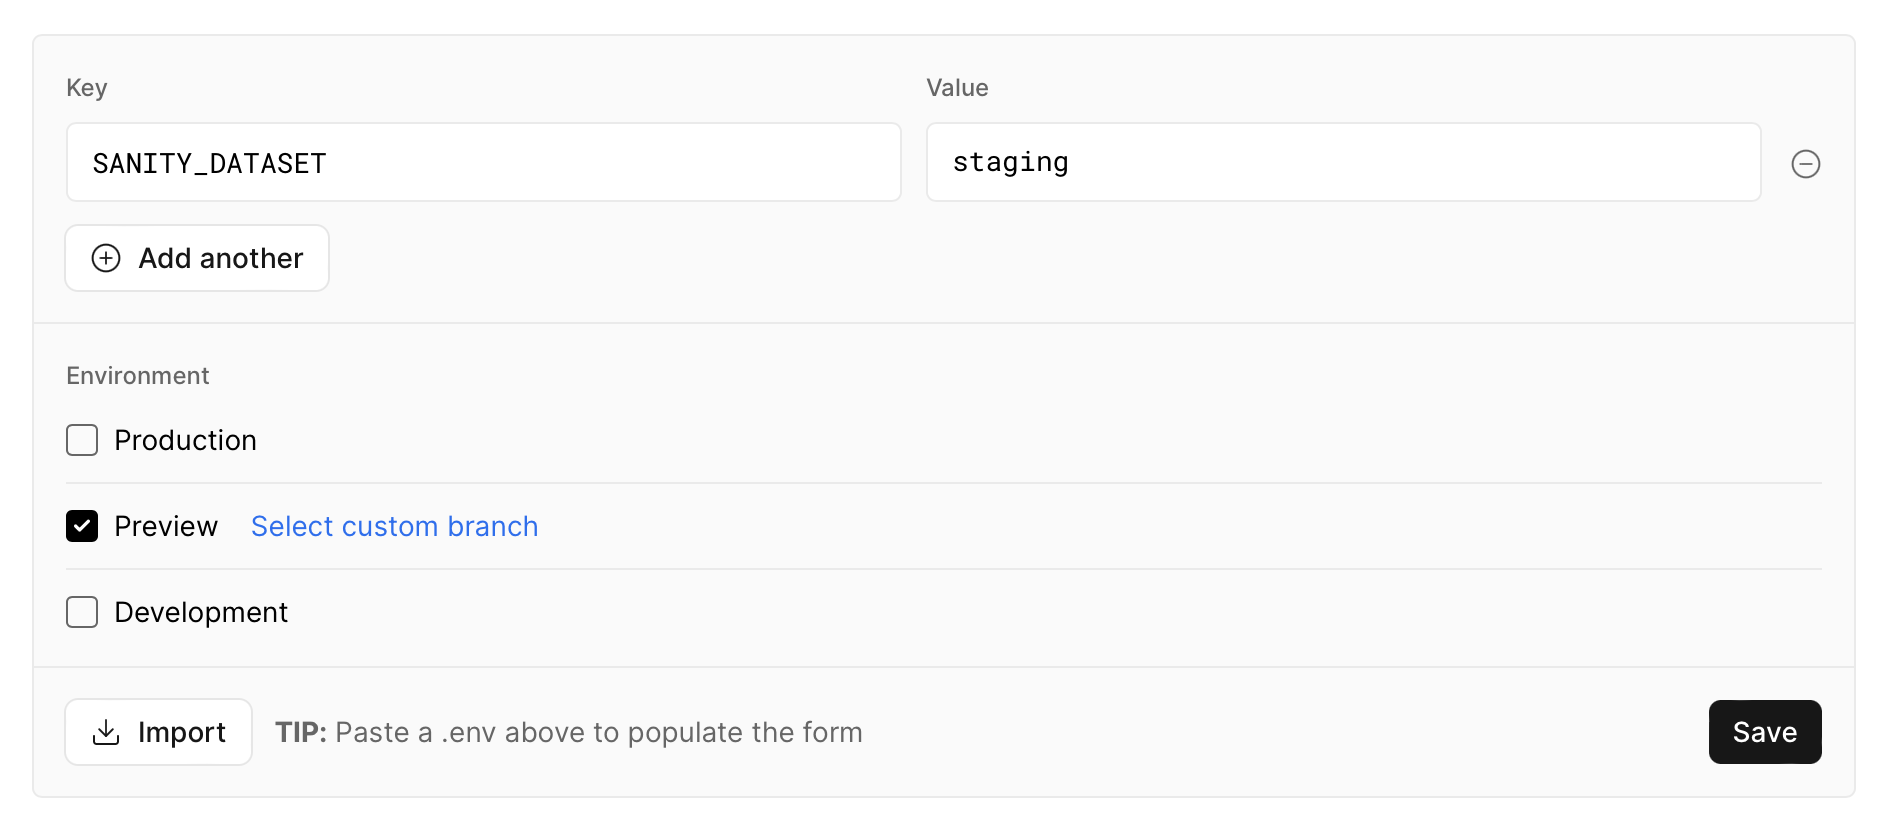 Key Value
SANITY_DATASET staging
Add another
Environment
Production
Preview Select custom branch
Development
Import TIP: Paste a .env above to populate the form Save